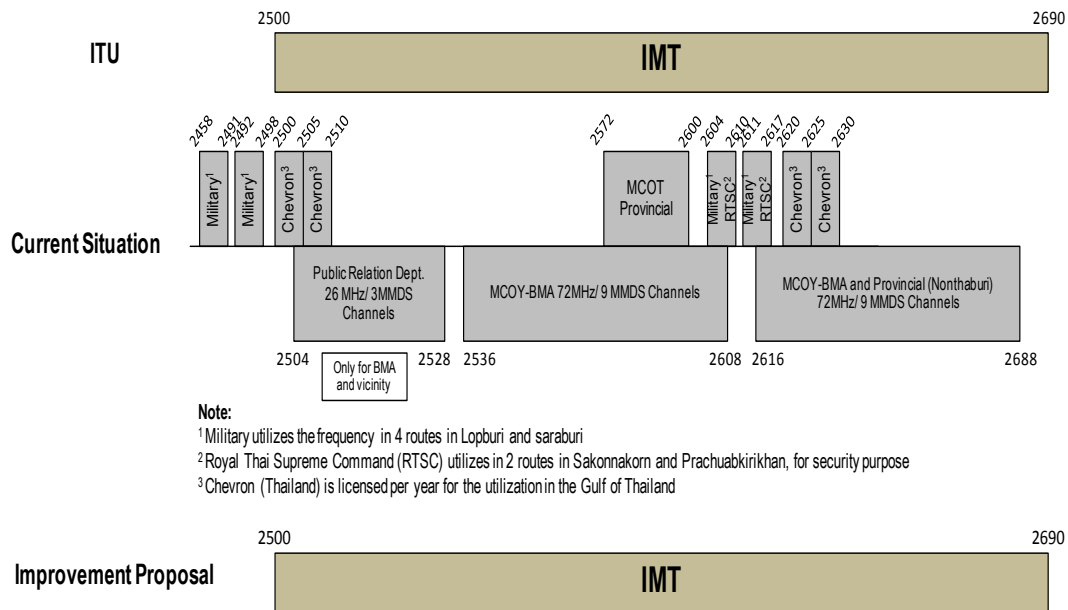 2500
2690
ITU
IMT
2458
2491
2492
2498
2500
2505
2510
2572
2600
2604
2610
2611
2617
2620
2625
2630
Military1
Military1
Chevron3
Chevron3
MCOT
Provincial
Military1
RTSC2
Military1
RTSC2
Chevron3
Chevron3
Current Situation
Public Relation Dept.
26 MHz/ 3MMDS
Channels
MCOY-BMA 72MHz/ 9 MMDS Channels
MCOY-BMA and Provincial (Nonthaburi)
72MHz/ 9 MMDS Channels
2504
2528
2536
2608
2616
2688
Only for BMA
and vicinity
Note:
1 Military utilizes the frequency in 4 routes in Lopburi and saraburi
2 Royal Thai Supreme Command (RTSC) utilizes in 2 routes in Sakonnakorn and Prachuabkirikhan, for security purpose
3 Chevron (Thailand) is licensed per year for the utilization in the Gulf of Thailand
2500
2690
Improvement Proposal
IMT